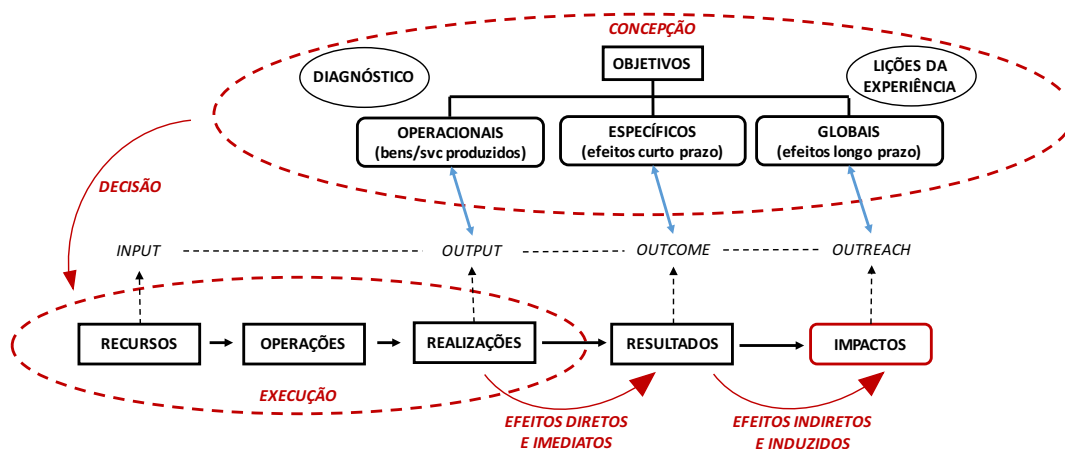 CONCEPÇÃO
DIAGNÓSTICO
OBJETIVOS
LIÇÕES DA
EXPERIÊNCIA
OPERACIONAIS
(bens/svc produzidos)
ESPECÍFICOS
(efeitos curto prazo)
GLOBAIS
(efeitos longo prazo)
DECISÃO
INPUT
OUTPUT
OUTCOME
OUTREACH
RECURSOS
OPERAÇÕES
REALIZAÇÕES
RESULTADOS
IMPACTOS
EXECUÇÃO
EFEITOS DIRETOS
E IMEDIATOS
EFEITOS INDIRETOS
E INDUZIDOS